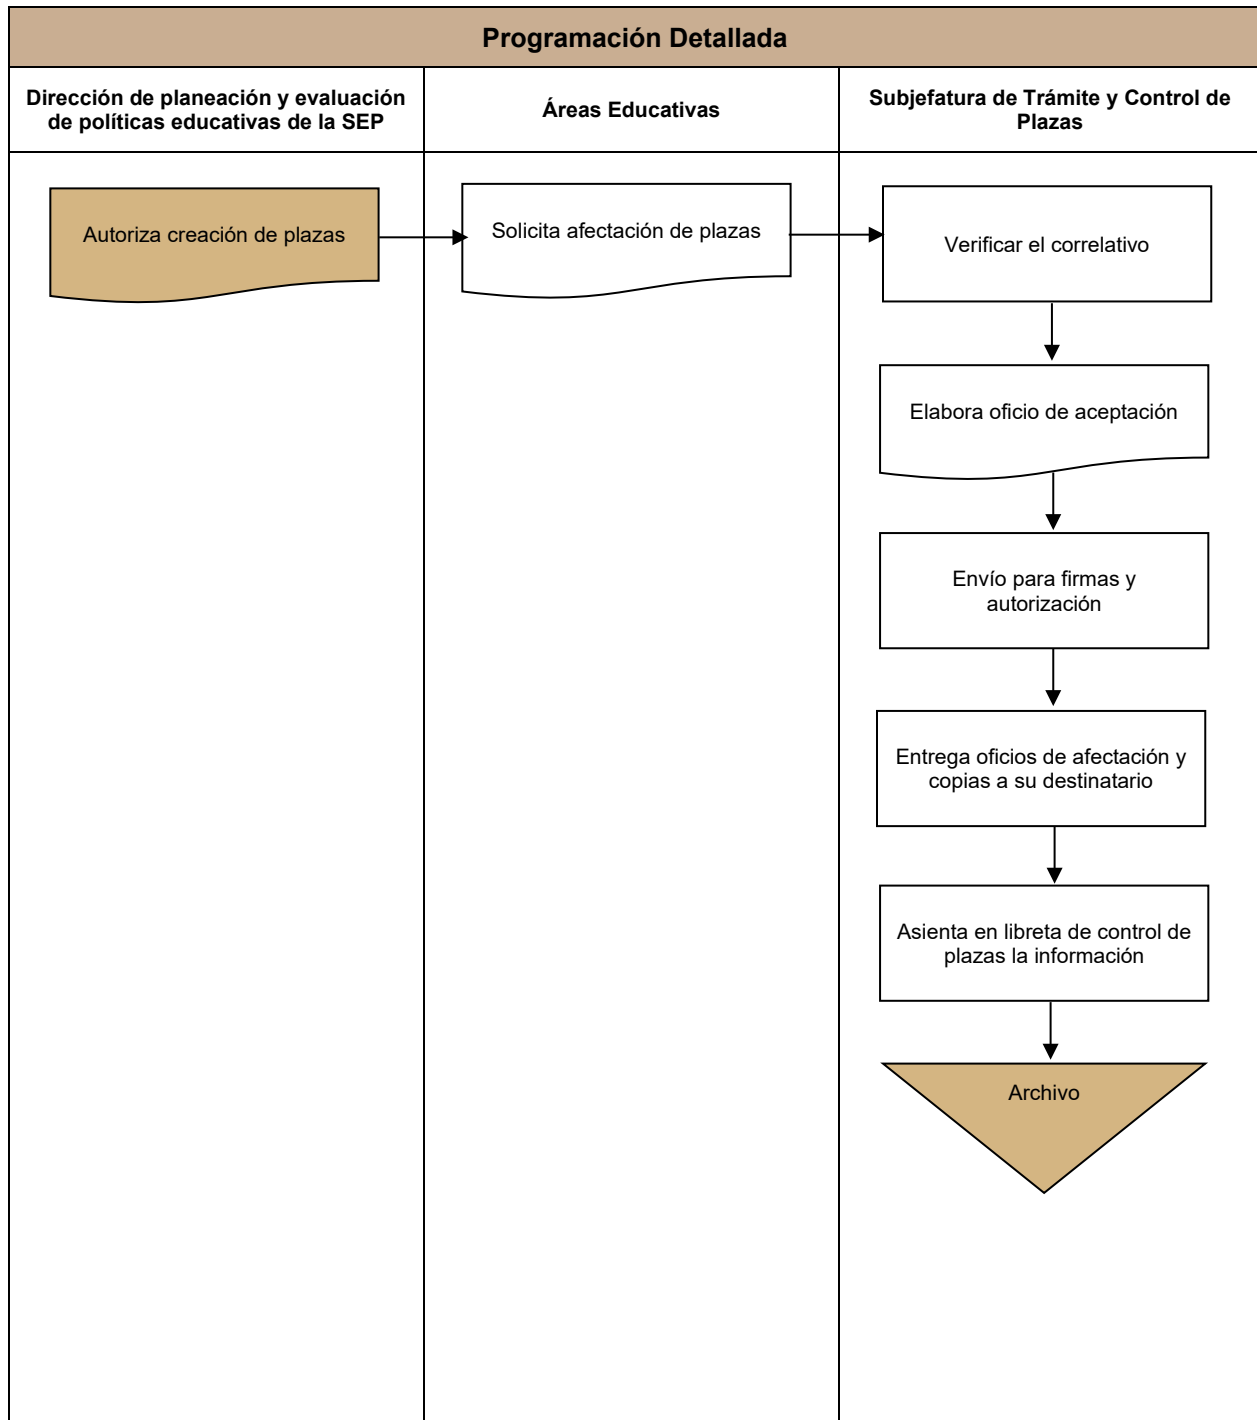 Programación Detallada
Dirección de planeación y evaluación
de políticas educativas de la SEP
Áreas Educativas
Subjefatura de Trámite y Control de
Plazas
Autoriza creación de plazas
Solicita afectación de plazas
Verificar el correlativo
Elabora oficio de aceptación
Envío para firmas y
autorización
Entrega oficios de afectación y
copias a su destinatario
Asienta en libreta de control de
plazas la información
Archivo